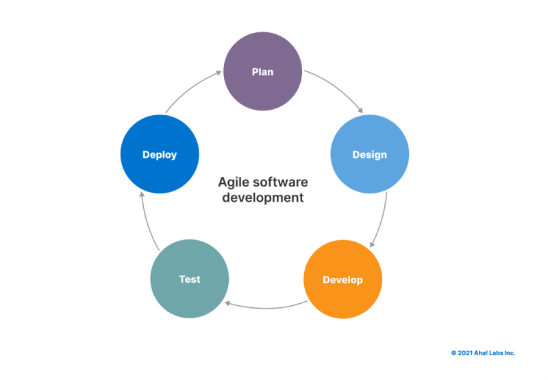 Plan
Deploy
Design
Agile software
development
Test
Develop
© 2021 Aha! Labs Inc.